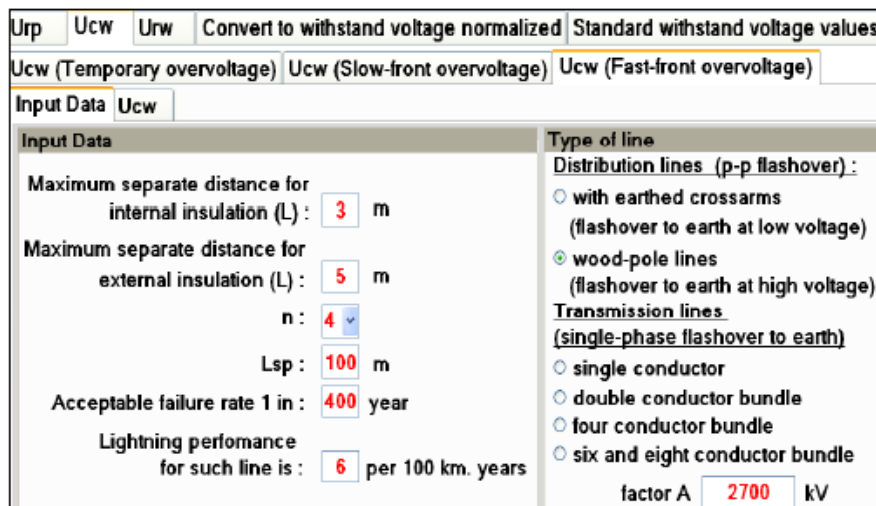 Urp Ucw Urw Convert to withstand voltage normalized Standard withstand voltage values
Ucw (Temporary overvoltage) Ucw (Slow-front overvoltage) Ucw (Fast-front overvoltage)
Input Data Ucw
Input Data
Maximum separate distance for
internal insulation (L) : 3 m
Maximum separate distance for
external insulation (L) : 5 m
n : 4
Lsp : 100 m
Acceptable failure rate 1 in : 400 year
Lightning perfomance
for such line is : 6 per 100 km. years
Type of line
Distribution lines (p-p flashover) :
with earthed crossarms
(flashover to earth at low voltage)
wood-pole lines
(flashover to earth at high voltage)
Transmission lines
(single-phase flashover to earth)
single conductor
double conductor bundle
four conductor bundle
six and eight conductor bundle
factor A 2700 kV